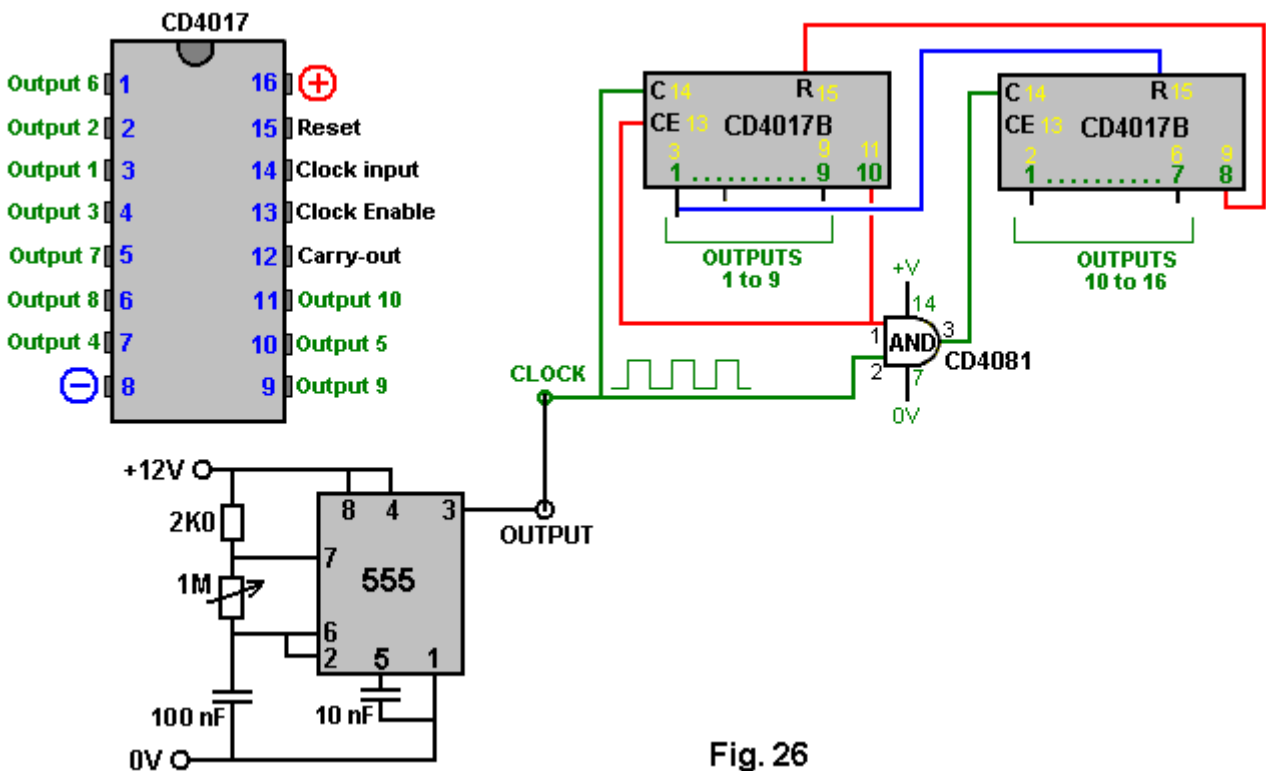 CD4017
Output 6 1 16 +
Output 2 2 15 Reset
Output 1 3 14 Clock input
Output 3 4 13 Clock Enable
Output 7 5 12 Carry-out
Output 8 6 11 Output 10
Output 4 7 10 Output 5
− 8 9 Output 9
C 14 R 15
CE 13 CD4017B
3 9 11
1 .......... 9 10
OUTPUTS
1 to 9
C 14 R 15
CE 13 CD4017B
2 6 9
1 .......... 7 8
OUTPUTS
10 to 16
+V
14
1 AND 3
2 CD4081
7
0V
CLOCK
+12V
8 4 3
OUTPUT
2K0
7
1M
555
6
2
5 1
100 nF
10 nF
0V
Fig. 26